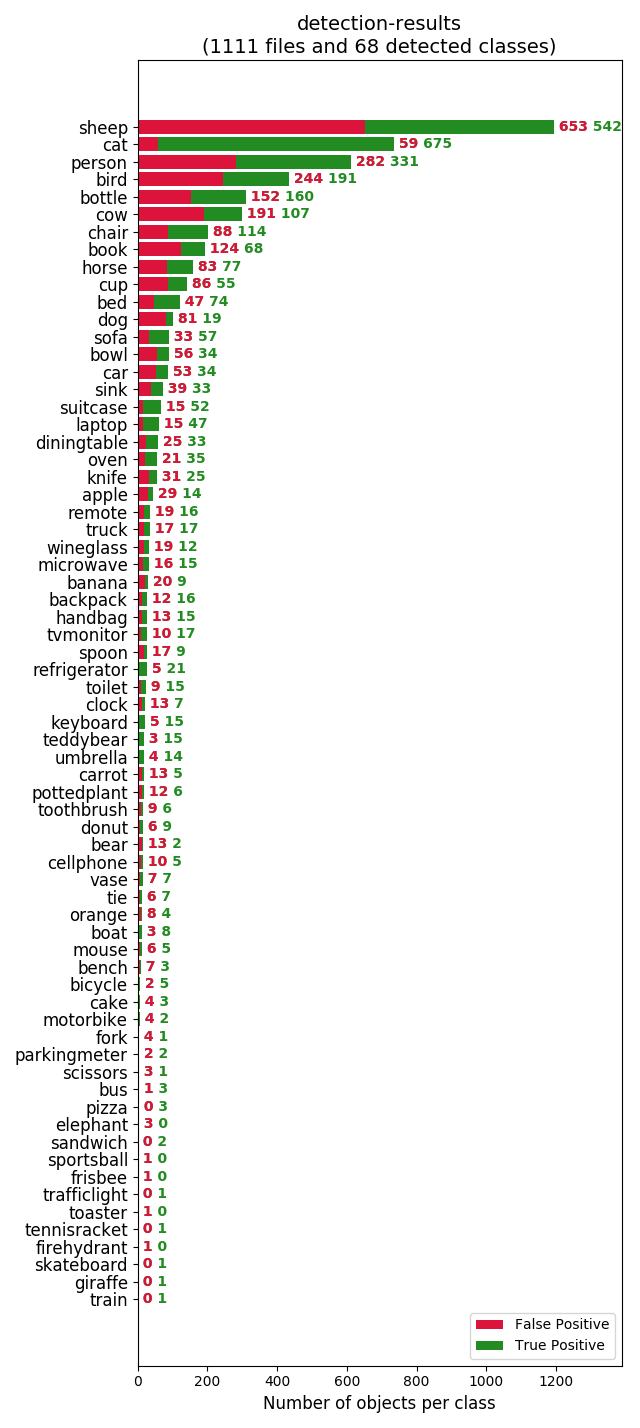 detection-results
(1111 files and 68 detected classes)
sheep 653 542
cat 59 675
person 282 331
bird 244 191
bottle 152 160
cow 191 107
chair 88 114
book 124 68
horse 83 77
cup 86 55
bed 47 74
dog 81 19
sofa 33 57
bowl 56 34
car 53 34
sink 39 33
suitcase 15 52
laptop 15 47
diningtable 25 33
oven 21 35
knife 31 25
apple 29 14
remote 19 16
truck 17 17
wineglass 19 12
microwave 16 15
banana 20 9
backpack 12 16
handbag 13 15
tvmonitor 10 17
spoon 17 9
refrigerator 5 21
toilet 9 15
clock 13 7
keyboard 5 15
teddybear 3 15
umbrella 4 14
carrot 13 5
pottedplant 12 6
toothbrush 9 6
donut 6 9
bear 13 2
cellphone 10 5
vase 7 7
tie 6 7
orange 8 4
boat 3 8
mouse 6 5
bench 7 3
bicycle 2 5
cake 4 3
motorbike 4 2
fork 4 1
parkingmeter 2 2
scissors 3 1
bus 1 3
pizza 0 3
elephant 3 0
sandwich 0 2
sportsball 1 0
frisbee 1 0
trafficlight 0 1
toaster 1 0
tennisracket 0 1
firehydrant 1 0
skateboard 0 1
giraffe 0 1
train 0 1
False Positive
True Positive
0 200 400 600 800 1000 1200
Number of objects per class